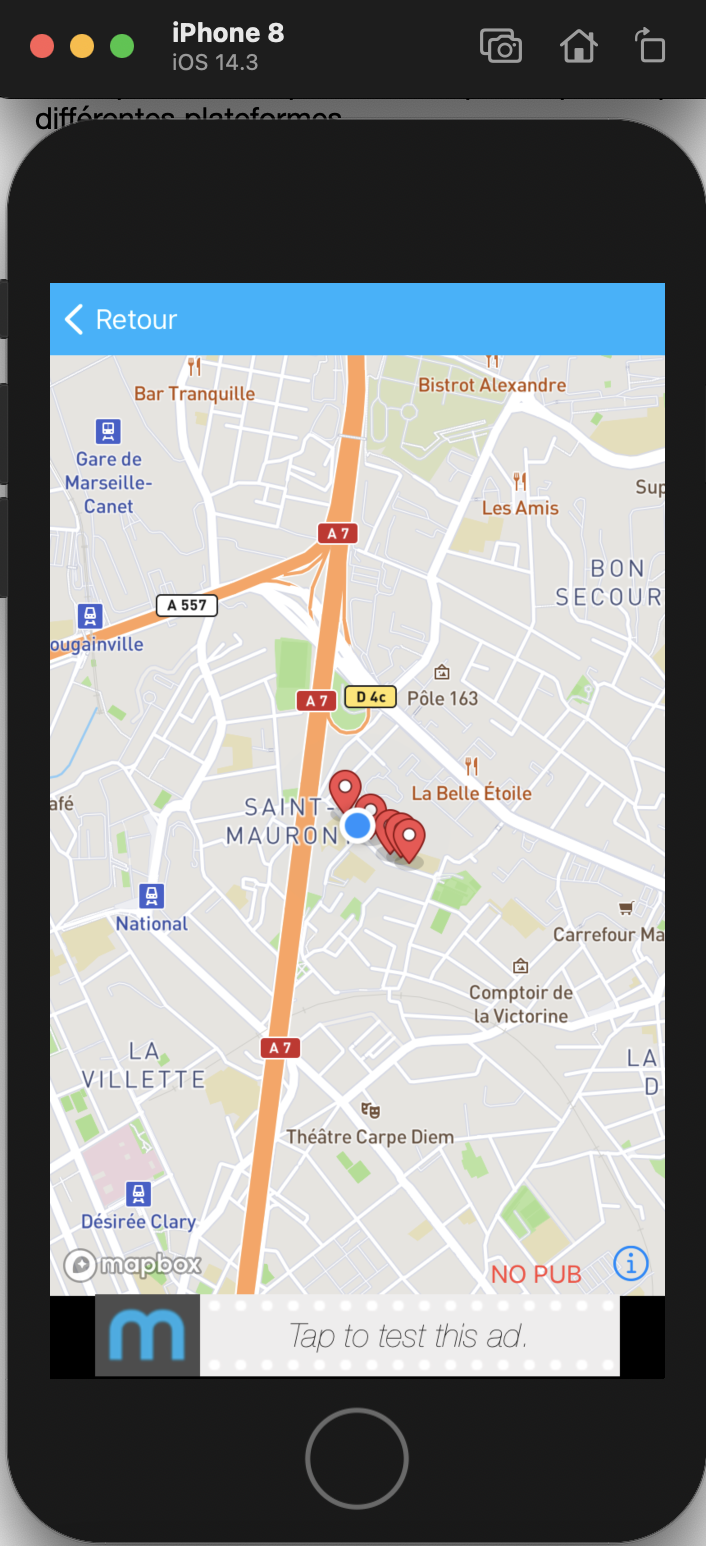 iPhone 8
iOS 14.3
différentes plateformes
Retour
Bar Tranquille
Bistrot Alexandre
Gare de
Marseille-
Canet
Les Amis
Sup
A 7
BON
SECOUR
A 557
ougainville
A 7
D 4c
Pôle 163
La Belle Étoile
afé
SAINT-
MAURON
National
Carrefour Ma
Comptoir de
la Victorine
A 7
LA
VILLETTE
LA
D
Théâtre Carpe Diem
Désirée Clary
mapbox
NO PUB
i
m
Tap to test this ad.